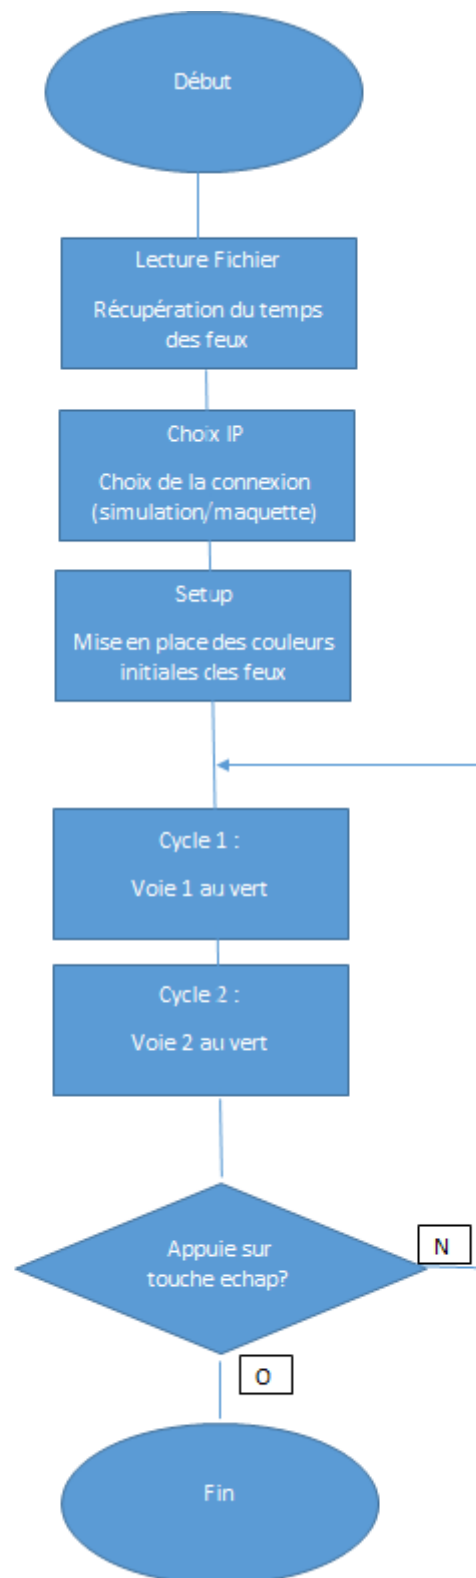 Début
Lecture Fichier
Récupération du temps
des feux
Choix IP
Choix de la connexion
(simulation/maquette)
Setup
Mise en place des couleurs
initiales des feux
Cycle 1 :
Voie 1 au vert
Cycle 2 :
Voie 2 au vert
Appuie sur
touche echap?
N
O
Fin